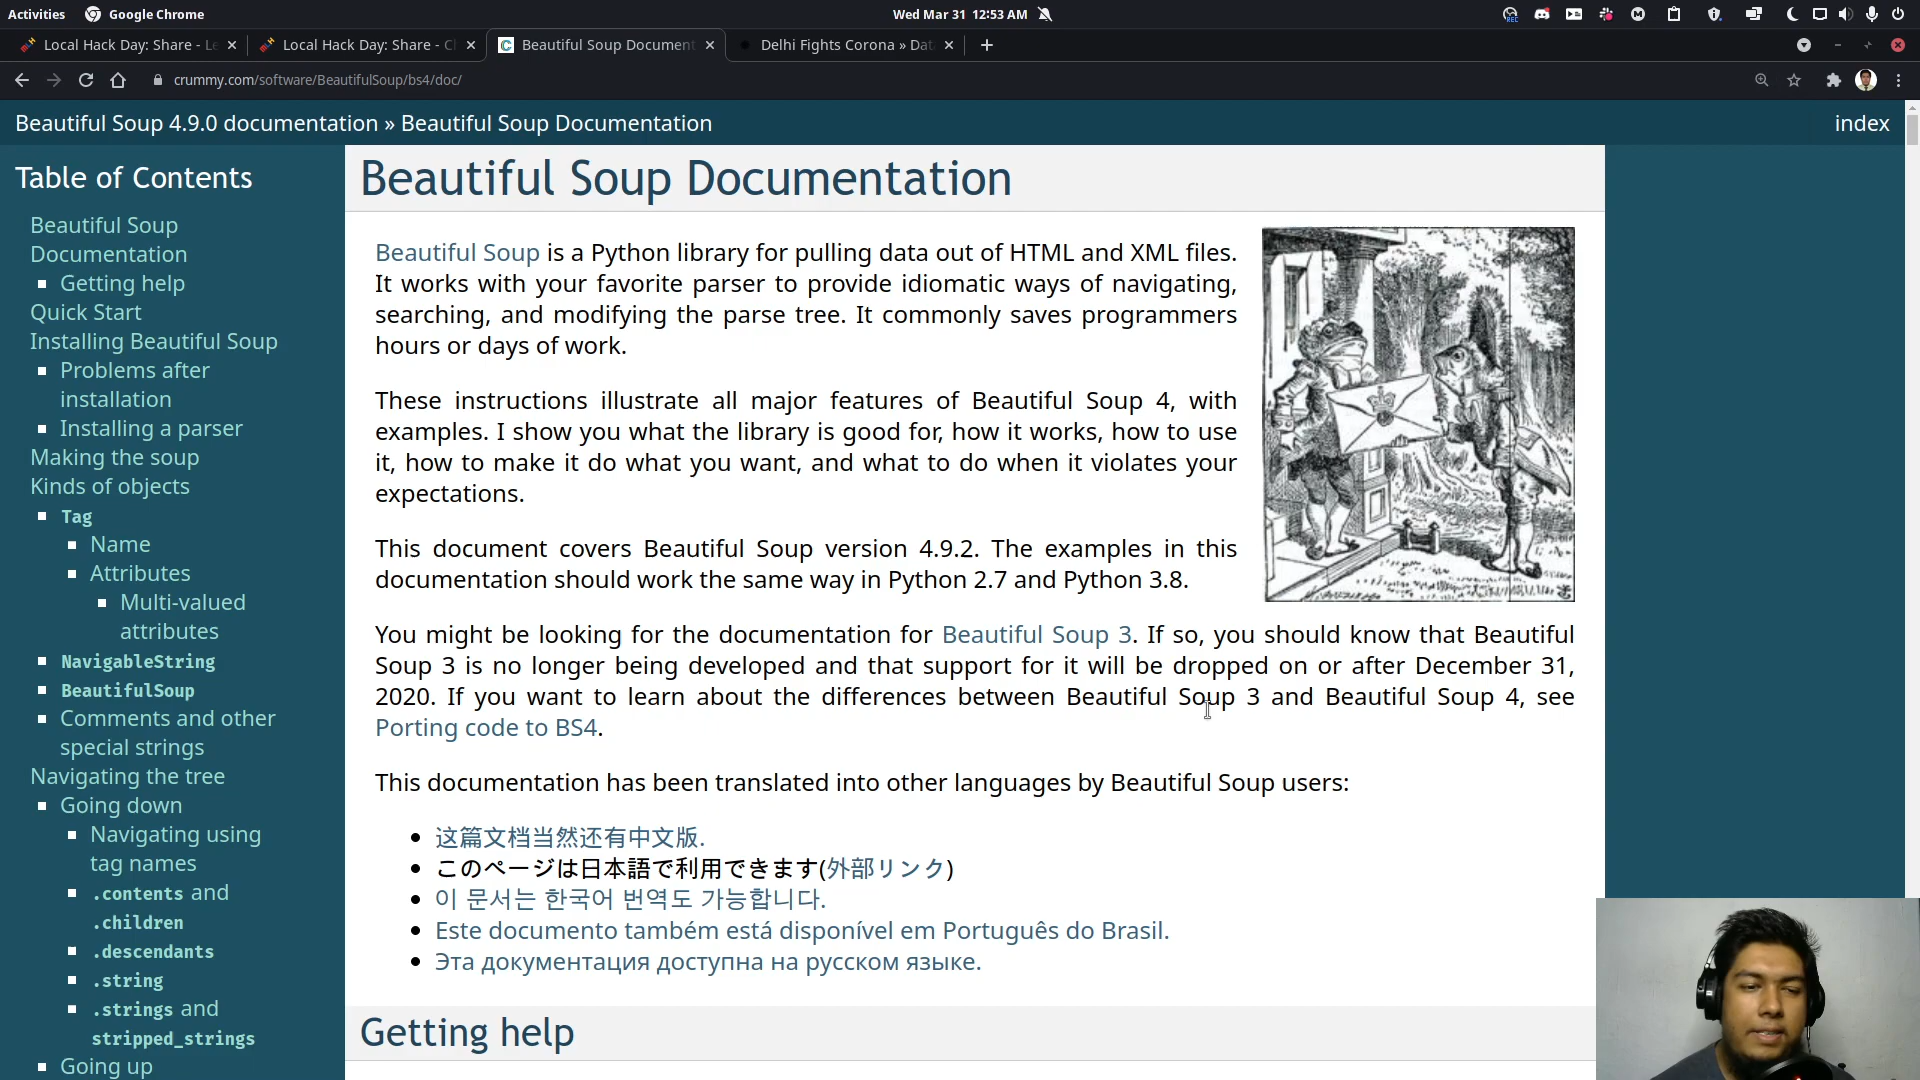 Activities Google Chrome Wed Mar 31 12:53 AM
Local Hack Day: Share - Le Local Hack Day: Share - Cl Beautiful Soup Document Delhi Fights Corona » Dat
crummy.com/software/BeautifulSoup/bs4/doc/
Beautiful Soup 4.9.0 documentation » Beautiful Soup Documentation index
Table of Contents
Beautiful Soup
Documentation
Getting help
Quick Start
Installing Beautiful Soup
Problems after
installation
Installing a parser
Making the soup
Kinds of objects
Tag
Name
Attributes
Multi-valued
attributes
NavigableString
BeautifulSoup
Comments and other
special strings
Navigating the tree
Going down
Navigating using
tag names
.contents and
.children
.descendants
.string
.strings and
stripped_strings
Going up
Beautiful Soup Documentation
Beautiful Soup is a Python library for pulling data out of HTML and XML files.
It works with your favorite parser to provide idiomatic ways of navigating,
searching, and modifying the parse tree. It commonly saves programmers
hours or days of work.
These instructions illustrate all major features of Beautiful Soup 4, with
examples. I show you what the library is good for, how it works, how to use
it, how to make it do what you want, and what to do when it violates your
expectations.
This document covers Beautiful Soup version 4.9.2. The examples in this
documentation should work the same way in Python 2.7 and Python 3.8.
You might be looking for the documentation for Beautiful Soup 3. If so, you should know that Beautiful
Soup 3 is no longer being developed and that support for it will be dropped on or after December 31,
2020. If you want to learn about the differences between Beautiful Soup 3 and Beautiful Soup 4, see
Porting code to BS4.
This documentation has been translated into other languages by Beautiful Soup users:
这篇文档当然还有中文版.
このページは日本語で利用できます(外部リンク)
이 문서는 한국어 번역도 가능합니다.
Este documento também está disponível em Português do Brasil.
Эта документация доступна на русском языке.
Getting help